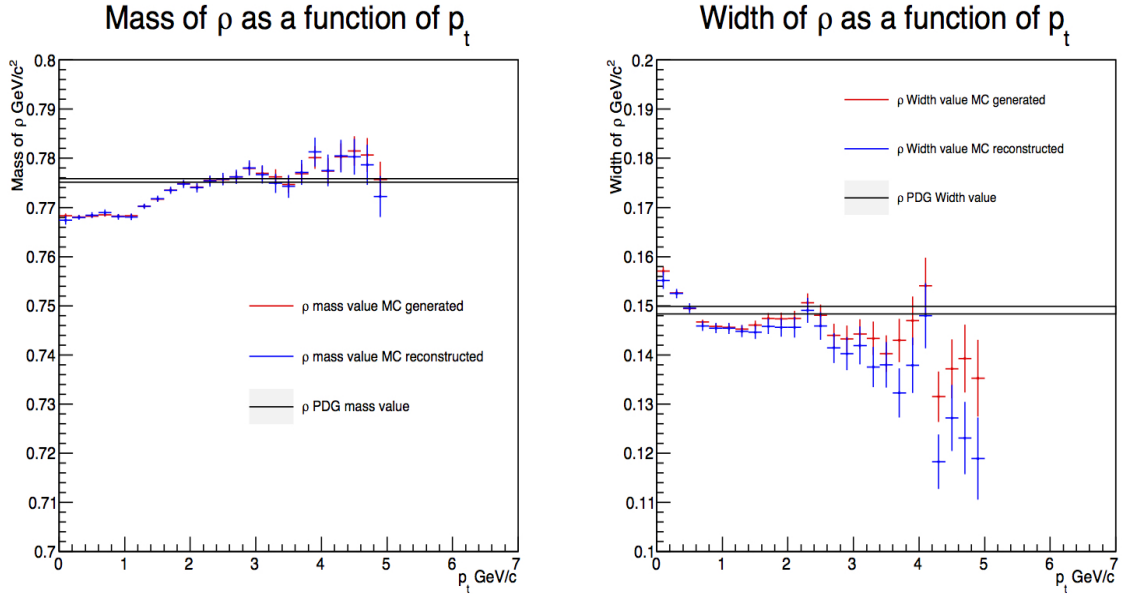 Mass of ρ as a function of pt
Mass of ρ GeV/c²
0.8
0.79
0.78
0.77
0.76
0.75
0.74
0.73
0.72
0.71
0.7
ρ mass value MC generated
ρ mass value MC reconstructed
ρ PDG mass value
0 1 2 3 4 5 6 7
pt GeV/c
Width of ρ as a function of pt
Width of ρ GeV/c²
0.2
0.19
0.18
0.17
0.16
0.15
0.14
0.13
0.12
0.11
0.1
ρ Width value MC generated
ρ Width value MC reconstructed
ρ PDG Width value
0 1 2 3 4 5 6 7
pt GeV/c